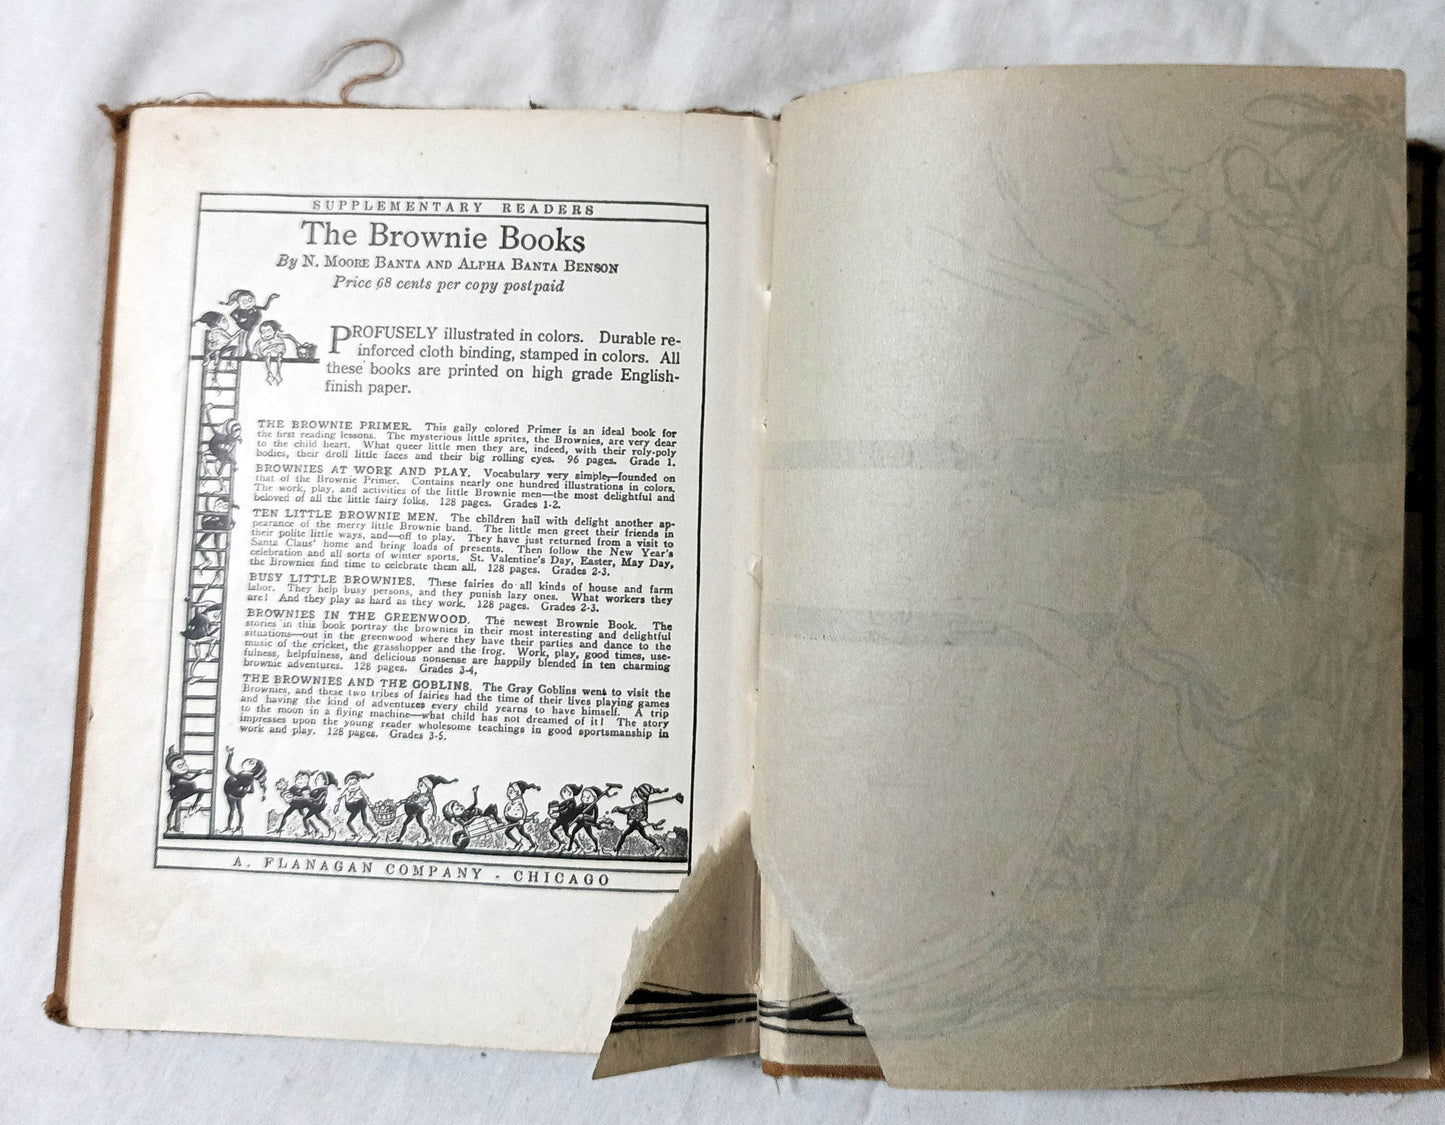 SUPPLEMENTARY READERS
The Brownie Books
By N. MOORE BANTA AND ALPHA BANTA BENSON
Price 68 cents per copy postpaid
PROFUSELY illustrated in colors. Durable re-
inforced cloth binding, stamped in colors. All
these books are printed on high grade English-
finish paper.
THE BROWNIE PRIMER. This gaily colored Primer is an ideal book for
the first reading lessons. The mysterious little sprites, the Brownies, are very dear
to the child heart. What queer little men they are, indeed, with their roly-poly
bodies, their droll little faces and their big rolling eyes. 96 pages. Grade 1.
BROWNIES AT WORK AND PLAY. Vocabulary very simple,—founded on
that of the Brownie Primer. Contains nearly one hundred illustrations in colors.
The work, play, and activities of the little Brownie men—the most delightful and
beloved of all the little fairy folks. 128 pages. Grades 1-2.
TEN LITTLE BROWNIE MEN. The children hail with delight another ap-
pearance of the merry little Brownie band. The little men greet their friends in
their polite little ways, and—off to play. They have just returned from a visit to
Santa Claus' home and bring loads of presents. Then follow the New Year's
celebration and all sorts of winter sports. St. Valentine's Day, Easter, May Day,
the Brownies find time to celebrate them all. 128 pages. Grades 2-3.
BUSY LITTLE BROWNIES. These fairies do all kinds of house and farm
labor. They help busy persons, and they punish lazy ones. What workers they
are! And they play as hard as they work. 128 pages. Grades 2-3.
BROWNIES IN THE GREENWOOD. The newest Brownie Book. The
stories in this book portray the brownies in their most interesting and delightful
situations—out in the greenwood where they have their parties and dance to the
music of the cricket, the grasshopper and the frog. Work, play, good times, use-
fulness, helpfulness, and delicious nonsense are happily blended in ten charming
brownie adventures. 128 pages. Grades 3-4.
THE BROWNIES AND THE GOBLINS. The Gray Goblins went to visit the
Brownies, and these two tribes of fairies had the time of their lives playing games
and having the kind of adventures every child yearns to have himself. A trip
to the moon in a flying machine—what child has not dreamed of it! The story
impresses upon the young reader wholesome teachings in good sportsmanship in
work and play. 128 pages. Grades 3-5.
A. FLANAGAN COMPANY - CHICAGO